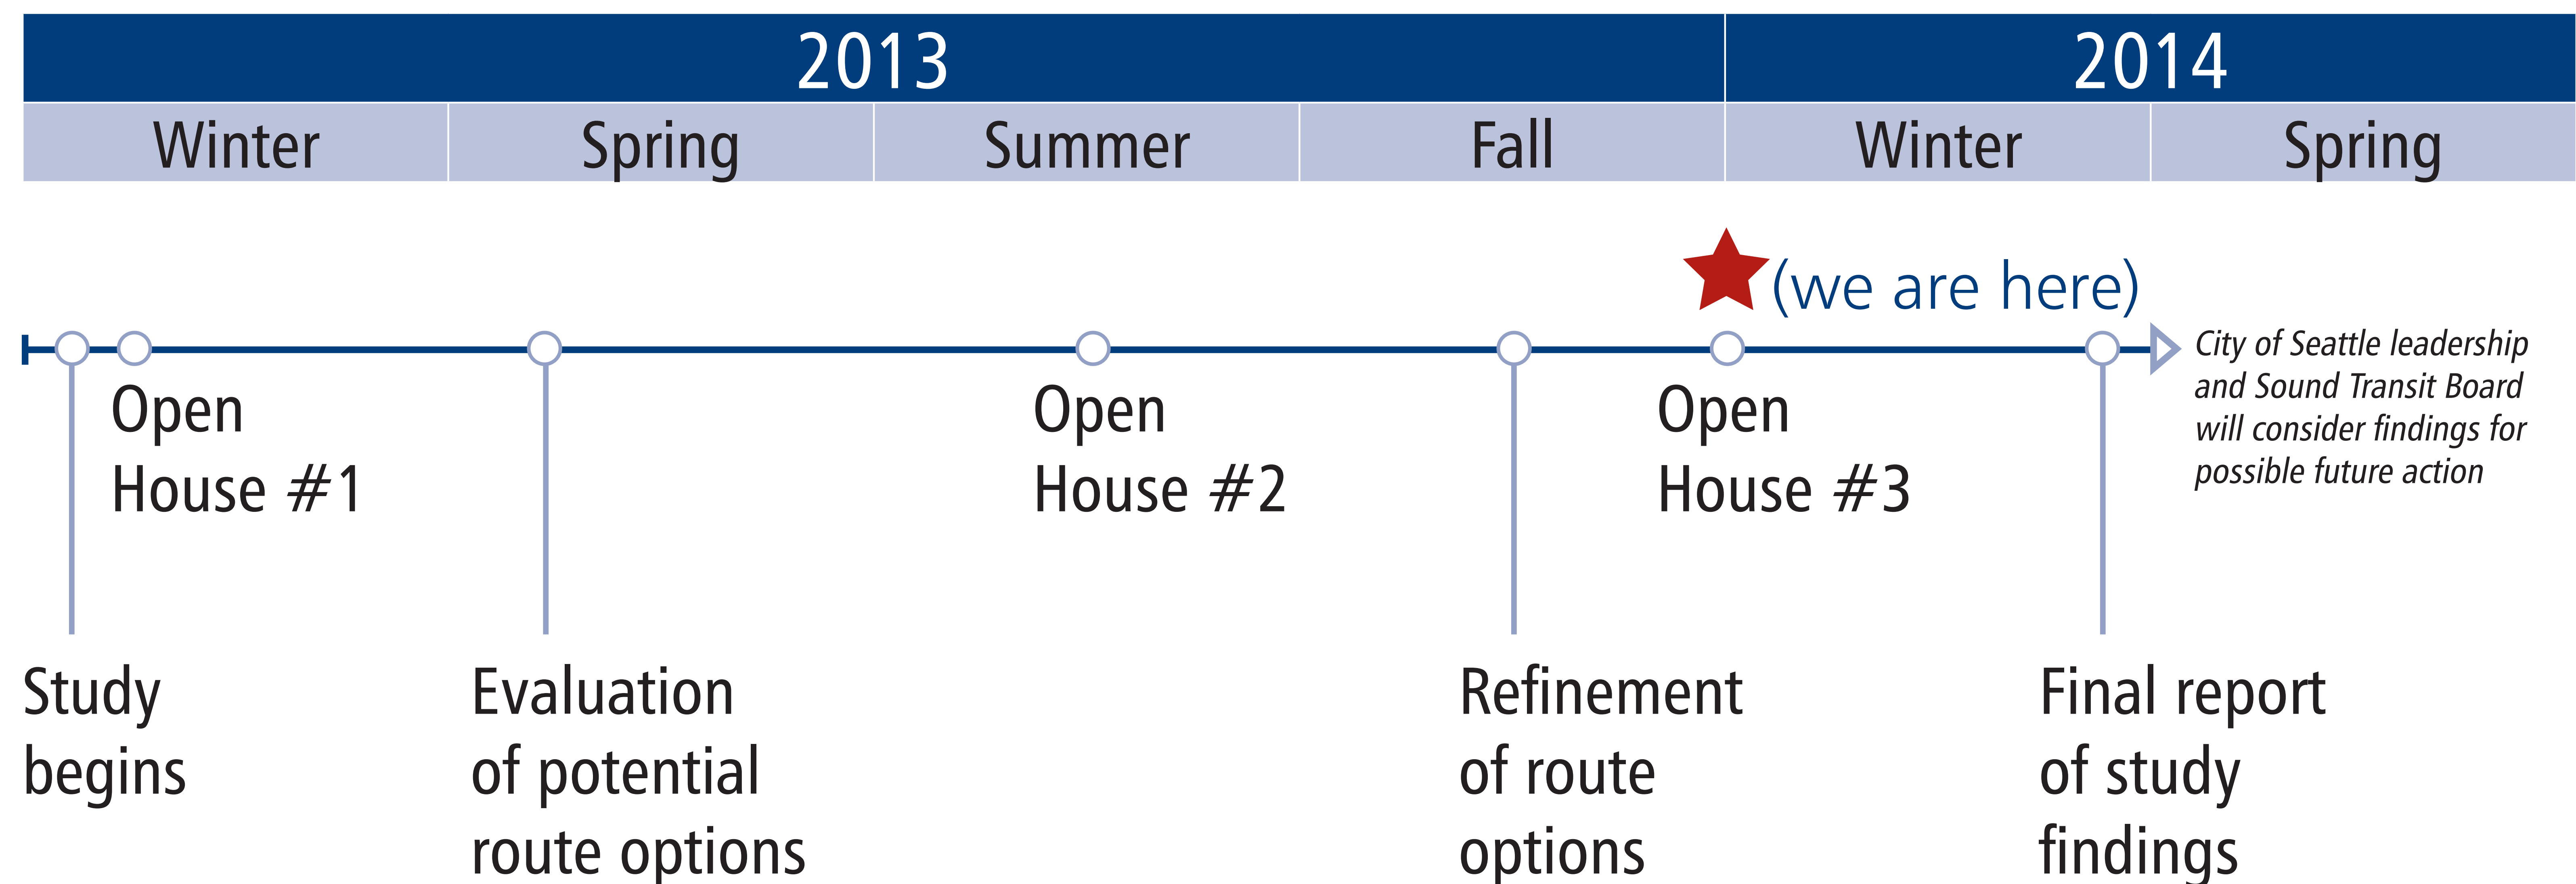 2013
2014
Winter
Spring
Summer
Fall
Winter
Spring
(we are here)
Open
House #1
Open
House #2
Open
House #3
City of Seattle leadership
and Sound Transit Board
will consider findings for
possible future action
Study
begins
Evaluation
of potential
route options
Refinement
of route
options
Final report
of study
findings